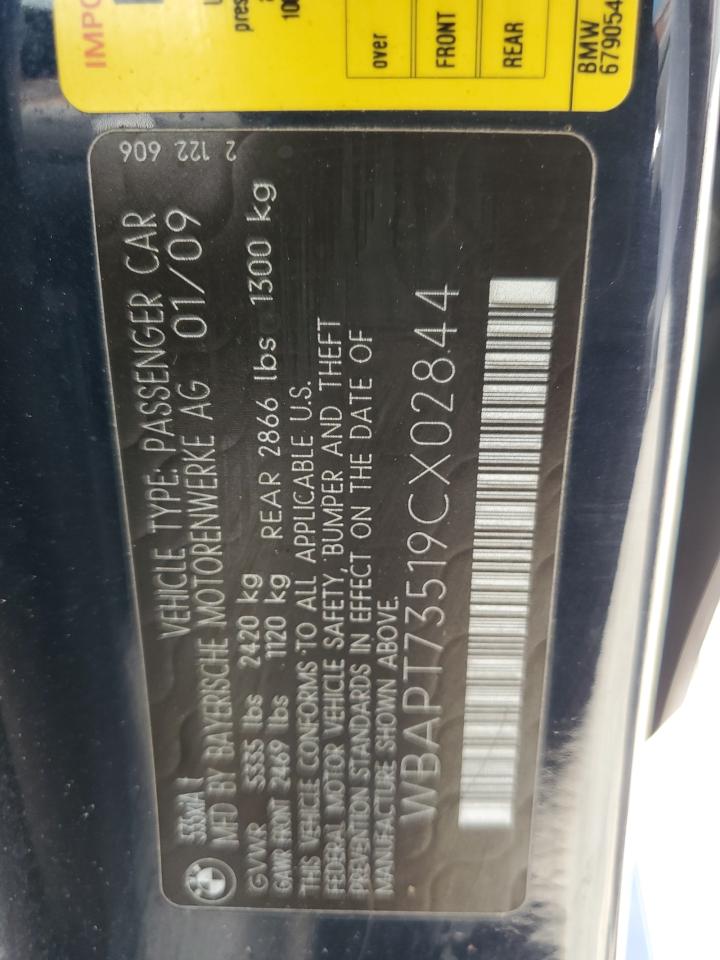 IMPO
over
FRONT
REAR
BMW
679054
2 122 606
VEHICLE TYPE: PASSENGER CAR
MFD BY BAYERISCHE MOTORENWERKE AG 01/09
GVWR 5335 lbs 2420 kg
GAWR FRONT 2469 lbs 1120 kg REAR 2866 lbs 1300 kg
THIS VEHICLE CONFORMS TO ALL APPLICABLE U.S.
FEDERAL MOTOR VEHICLE SAFETY, BUMPER AND THEFT
PREVENTION STANDARDS IN EFFECT ON THE DATE OF
MANUFACTURE SHOWN ABOVE.
WBAPT73519CX02844